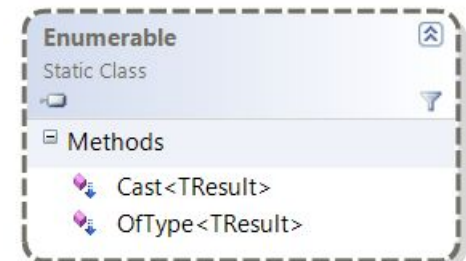 Enumerable
Static Class
Methods
Cast<TResult>
OfType<TResult>